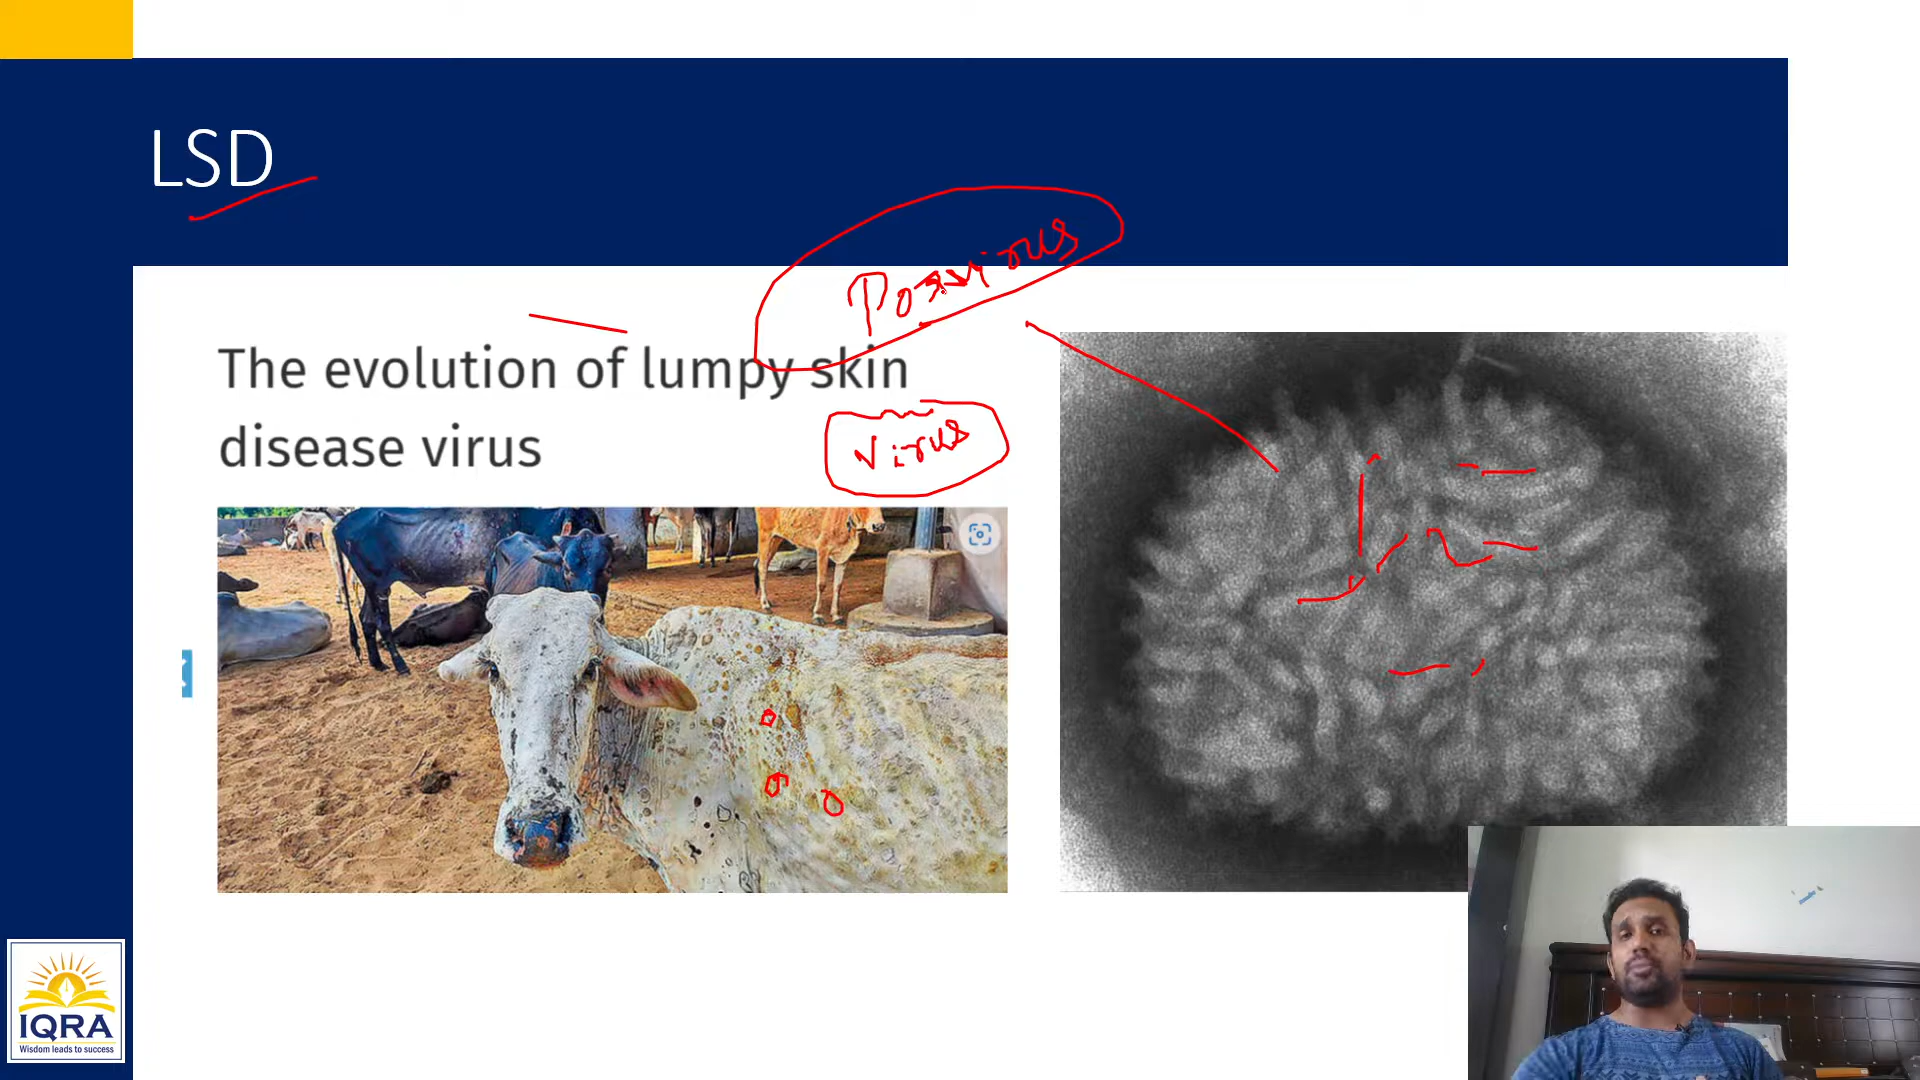 LSD
Poxvirus
The evolution of lumpy skin
disease virus
virus
IQRA
Wisdom leads to success